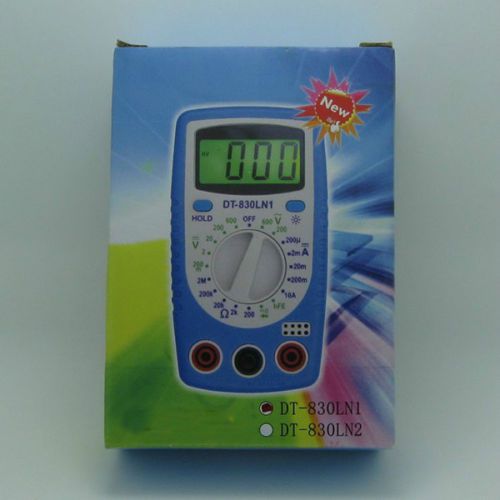 New
000
DT-830LN1
HOLD
OFF
600 600
V̅ 200 200 Ṽ
20 200μ
2 2m A
200m 20m
2M 200m
200k 10A
20k hFE
Ω 2k 200
DT-830LN1
DT-830LN2